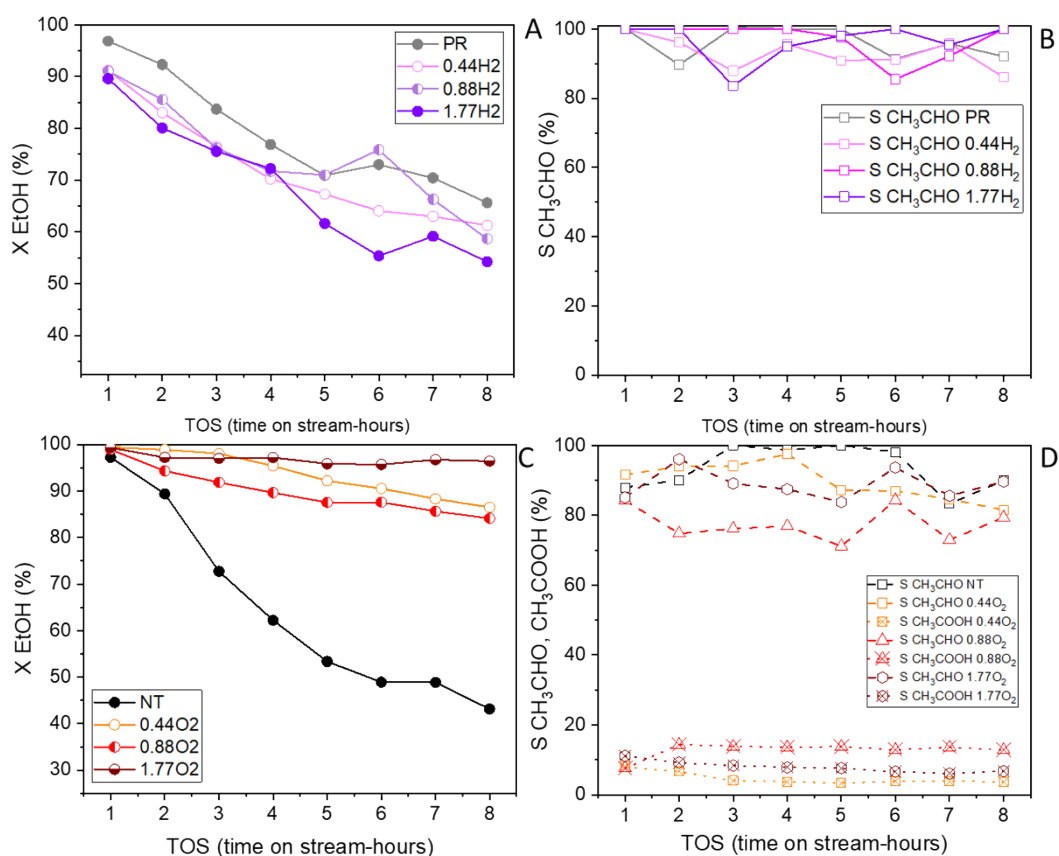 A
X EtOH (%)
100
90
80
70
60
50
40
PR
0.44H2
0.88H2
1.77H2
1 2 3 4 5 6 7 8
TOS (time on stream-hours)
B
S CH₃CHO (%)
100
80
60
40
20
0
S CH₃CHO PR
S CH₃CHO 0.44H₂
S CH₃CHO 0.88H₂
S CH₃CHO 1.77H₂
1 2 3 4 5 6 7 8
TOS (time on stream-hours)
C
X EtOH (%)
100
90
80
70
60
50
40
30
NT
0.44O2
0.88O2
1.77O2
1 2 3 4 5 6 7 8
TOS (time on stream-hours)
D
S CH₃CHO, CH₃COOH (%)
100
80
60
40
20
0
S CH₃CHO NT
S CH₃CHO 0.44O₂
S CH₃COOH 0.44O₂
S CH₃CHO 0.88O₂
S CH₃COOH 0.88O₂
S CH₃CHO 1.77O₂
S CH₃COOH 1.77O₂
1 2 3 4 5 6 7 8
TOS (time on stream-hours)